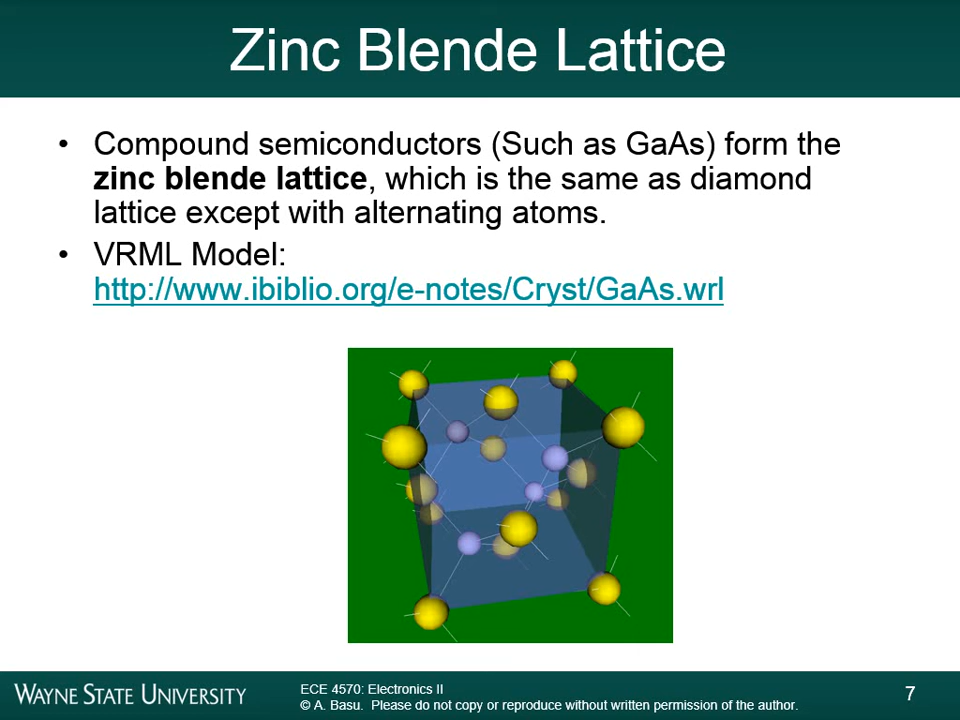 Zinc Blende Lattice
• Compound semiconductors (Such as GaAs) form the
zinc blende lattice, which is the same as diamond
lattice except with alternating atoms.
• VRML Model:
http://www.ibiblio.org/e-notes/Cryst/GaAs.wrl
WAYNE STATE UNIVERSITY
ECE 4570: Electronics II
© A. Basu. Please do not copy or reproduce without written permission of the author.
7